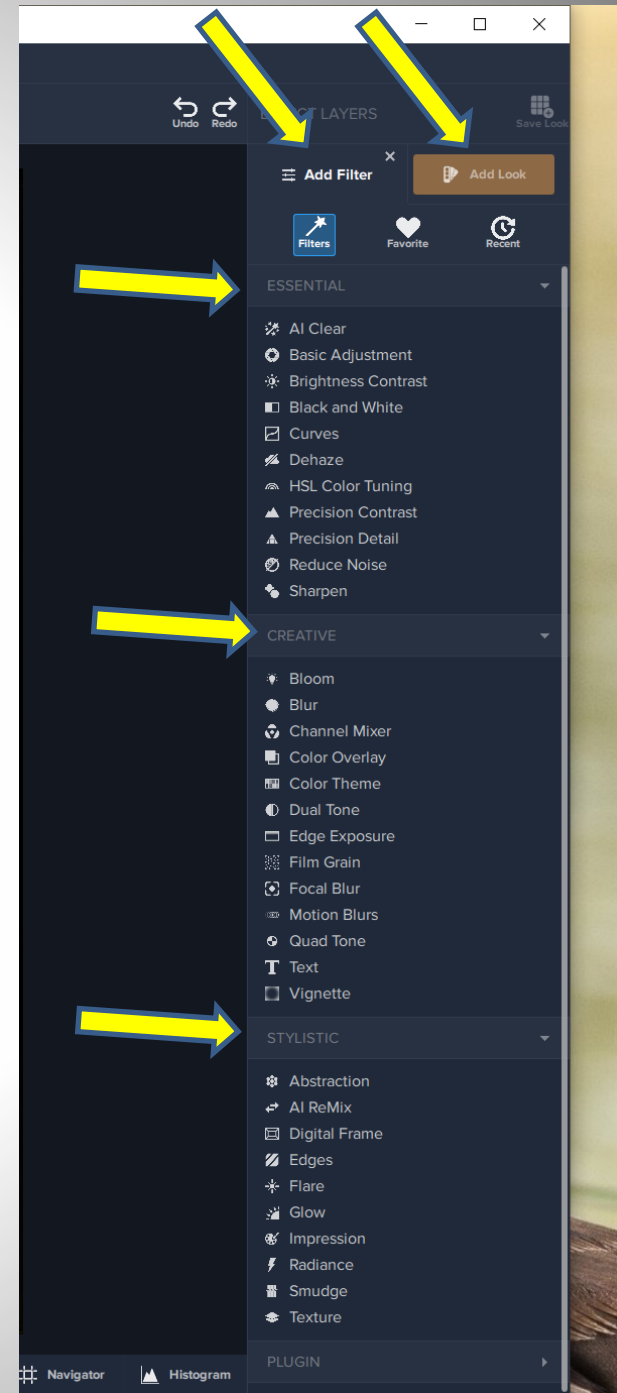 Undo Redo
LAYERS
Save Look
Add Filter
Add Look
Filters
Favorite
Recent
ESSENTIAL
AI Clear
Basic Adjustment
Brightness Contrast
Black and White
Curves
Dehaze
HSL Color Tuning
Precision Contrast
Precision Detail
Reduce Noise
Sharpen
CREATIVE
Bloom
Blur
Channel Mixer
Color Overlay
Color Theme
Dual Tone
Edge Exposure
Film Grain
Focal Blur
Motion Blurs
Quad Tone
Text
Vignette
STYLISTIC
Abstraction
AI ReMix
Digital Frame
Edges
Flare
Glow
Impression
Radiance
Smudge
Texture
PLUGIN
Navigator
Histogram